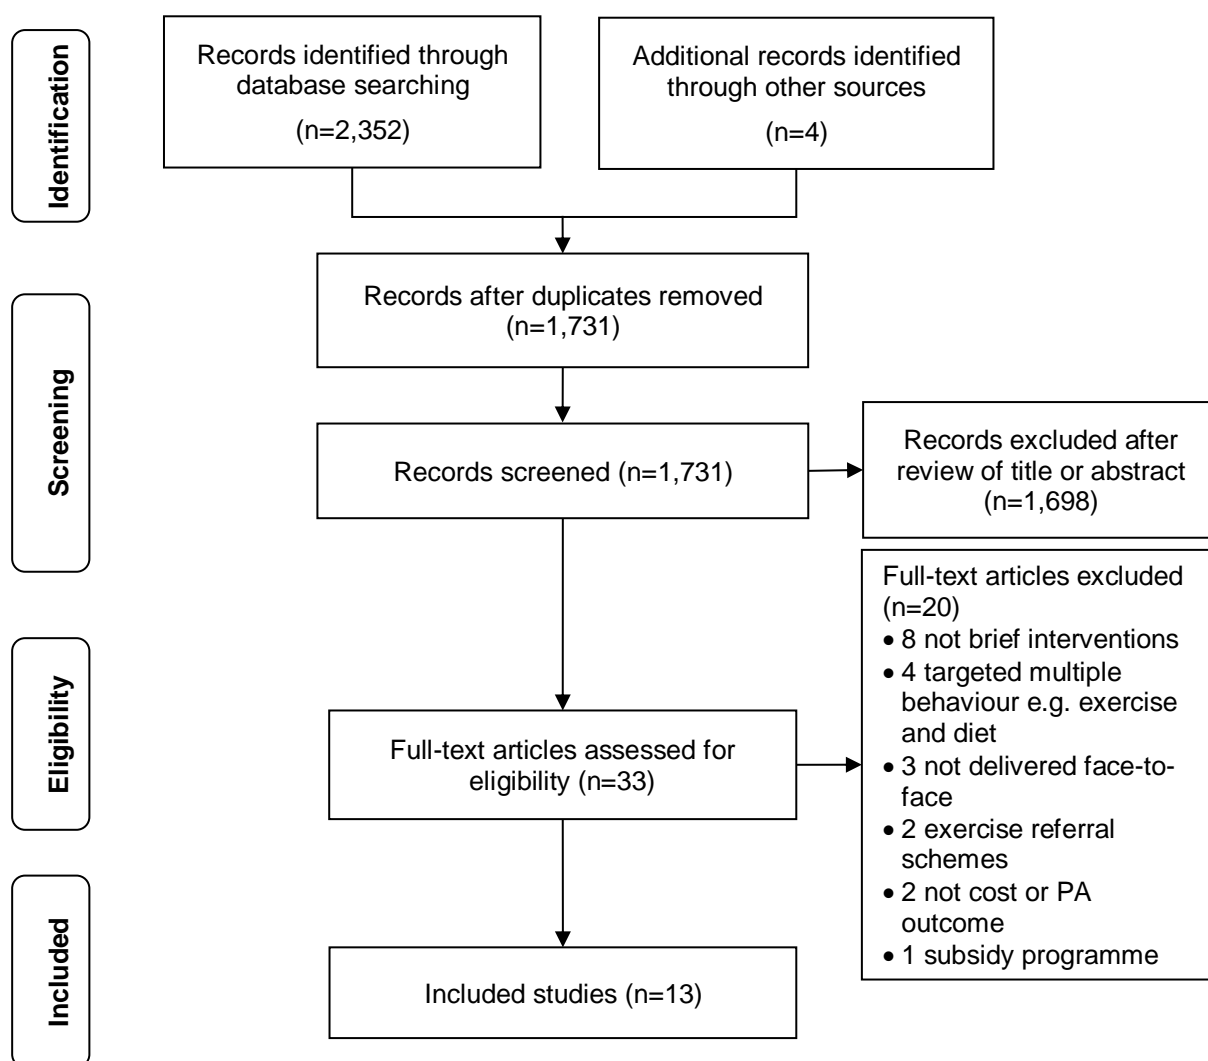 Identification
Records identified through
database searching
(n=2,352)
Additional records identified
through other sources
(n=4)
Screening
Records after duplicates removed
(n=1,731)
Records screened (n=1,731)
Records excluded after
review of title or abstract
(n=1,698)
Eligibility
Full-text articles assessed for
eligibility (n=33)
Full-text articles excluded
(n=20)
• 8 not brief interventions
• 4 targeted multiple
behaviour e.g. exercise
and diet
• 3 not delivered face-to-
face
• 2 exercise referral
schemes
• 2 not cost or PA
outcome
• 1 subsidy programme
Included
Included studies (n=13)